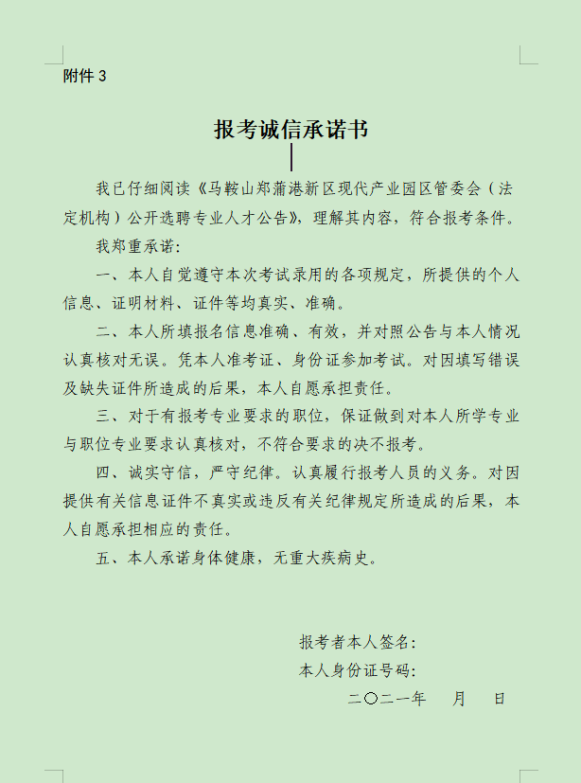 附件 3
报考诚信承诺书
我已仔细阅读《马鞍山郑蒲港新区现代产业园区管委会（法
定机构）公开选聘专业人才公告》，理解其内容，符合报考条件。
我郑重承诺：
一、本人自觉遵守本次考试录用的各项规定，所提供的个人
信息、证明材料、证件等均真实、准确。
二、本人所填报名信息准确、有效，并对照公告与本人情况
认真核对无误。凭本人准考证、身份证参加考试。对因填写错误
及缺失证件所造成的后果，本人自愿承担责任。
三、对于有报考专业要求的职位，保证做到对本人所学专业
与职位专业要求认真核对，不符合要求的决不报考。
四、诚实守信，严守纪律。认真履行报考人员的义务。对因
提供有关信息证件不真实或违反有关纪律规定所造成的后果，本
人自愿承担相应的责任。
五、本人承诺身体健康，无重大疾病史。
报考者本人签名：
本人身份证号码：
二〇二一年 月 日